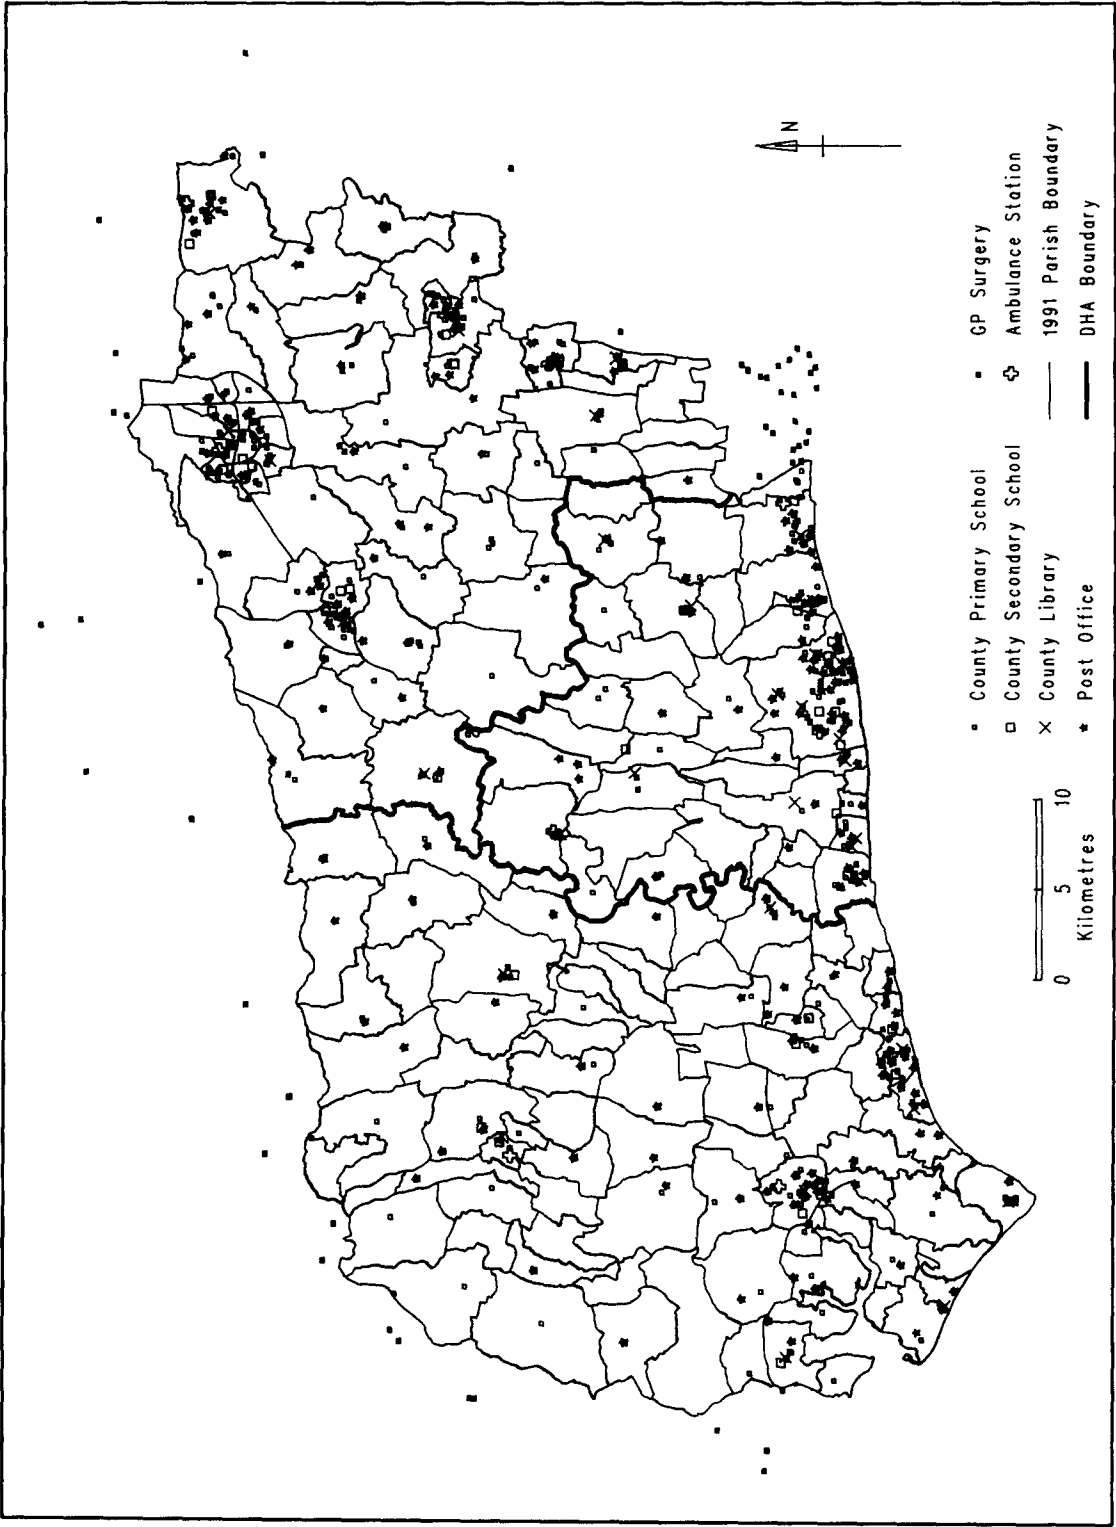 N
County Primary School
County Secondary School
County Library
Post Office
GP Surgery
Ambulance Station
1991 Parish Boundary
DHA Boundary
0 5 10
Kilometres